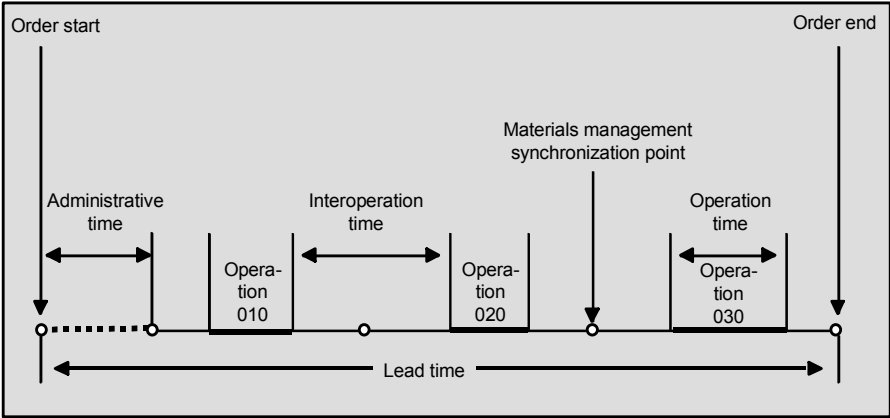 Order start
Order end
Materials management
synchronization point
Administrative
time
Interoperation
time
Operation
time
Opera-
tion
010
Opera-
tion
020
Opera-
tion
030
Lead time